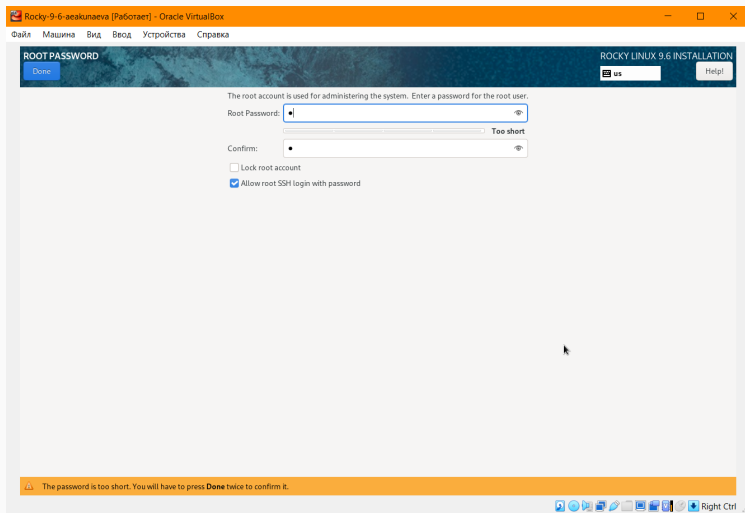 Rocky-9-6-aeakunaeva [Работает] - Oracle VirtualBox
Файл Машина Вид Ввод Устройства Справка
ROOT PASSWORD
ROCKY LINUX 9.6 INSTALLATION
Done
us
Help!
The root account is used for administering the system. Enter a password for the root user.
Root Password:
Too short
Confirm:
Lock root account
Allow root SSH login with password
The password is too short. You will have to press Done twice to confirm it.
Right Ctrl